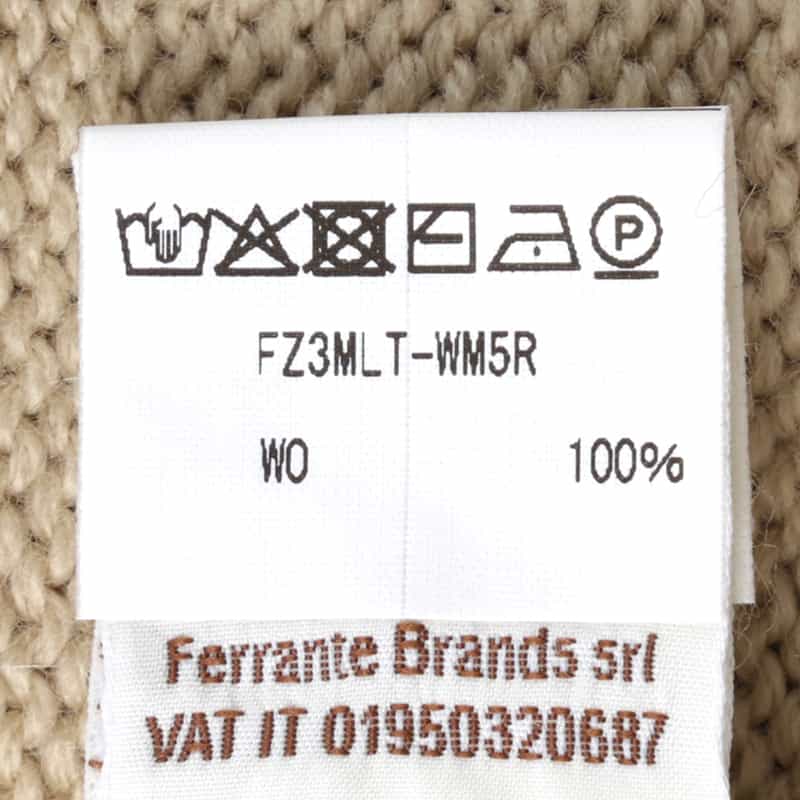 P
FZ3MLT-WM5R
WO 100%
Ferrante Brands srl
VAT IT 01950320687